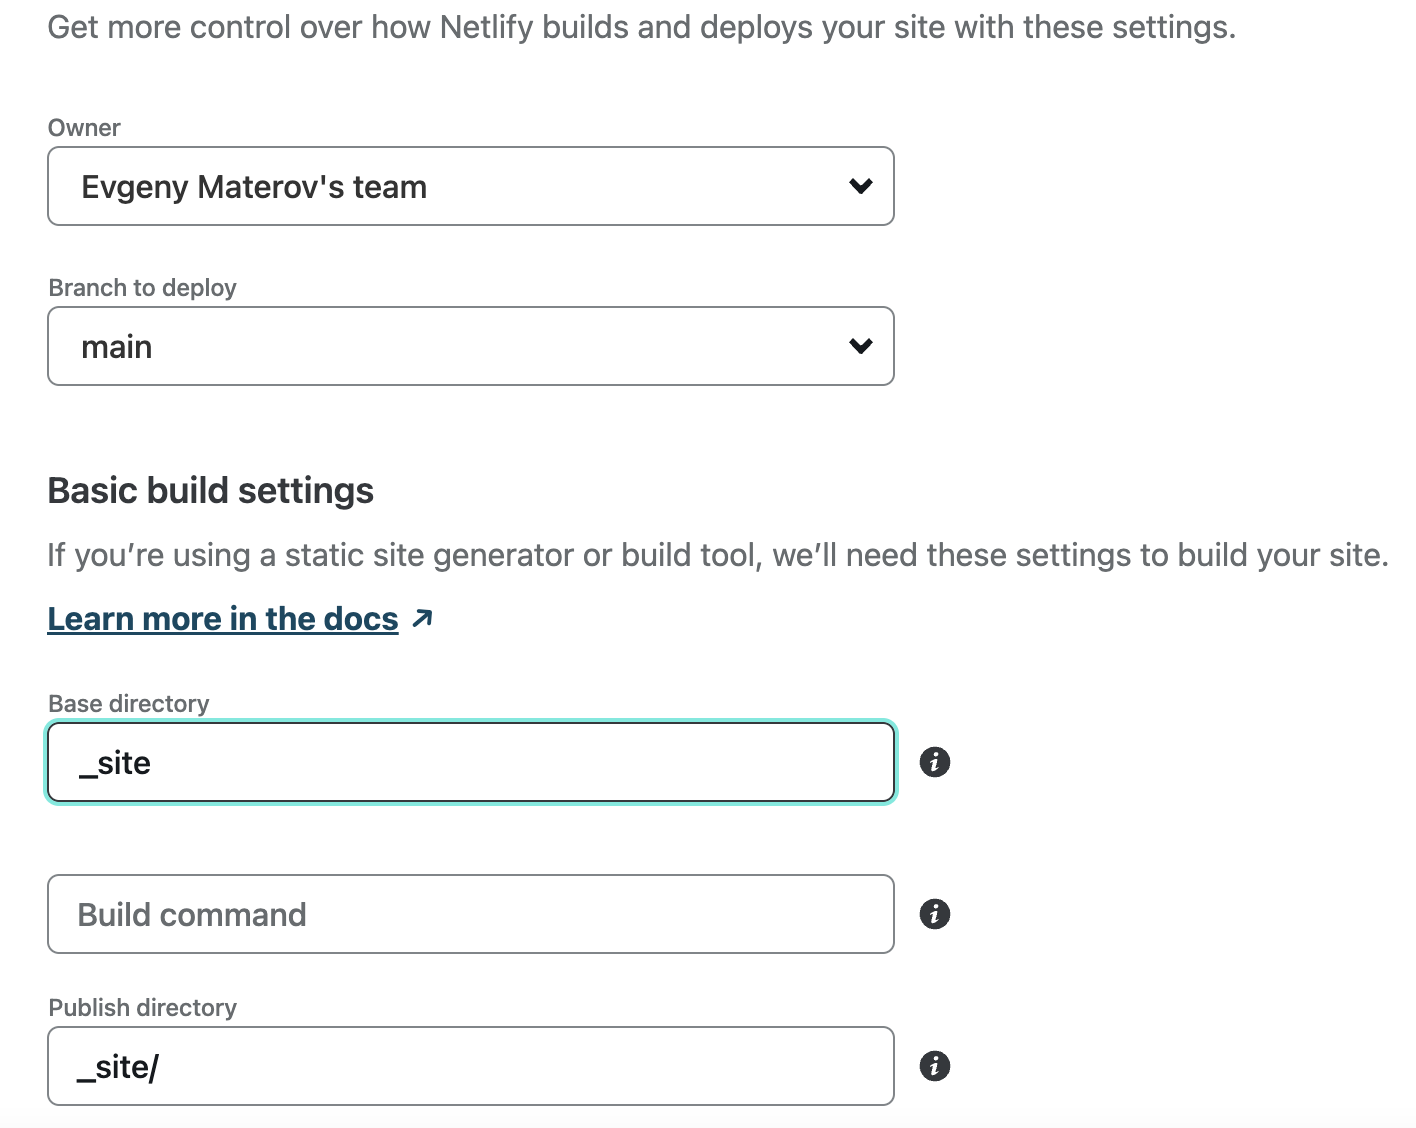 Get more control over how Netlify builds and deploys your site with these settings.
Owner
Evgeny Materov's team
Branch to deploy
main
Basic build settings
If you’re using a static site generator or build tool, we’ll need these settings to build your site.
Learn more in the docs ↗
Base directory
_site
Build command
Publish directory
_site/